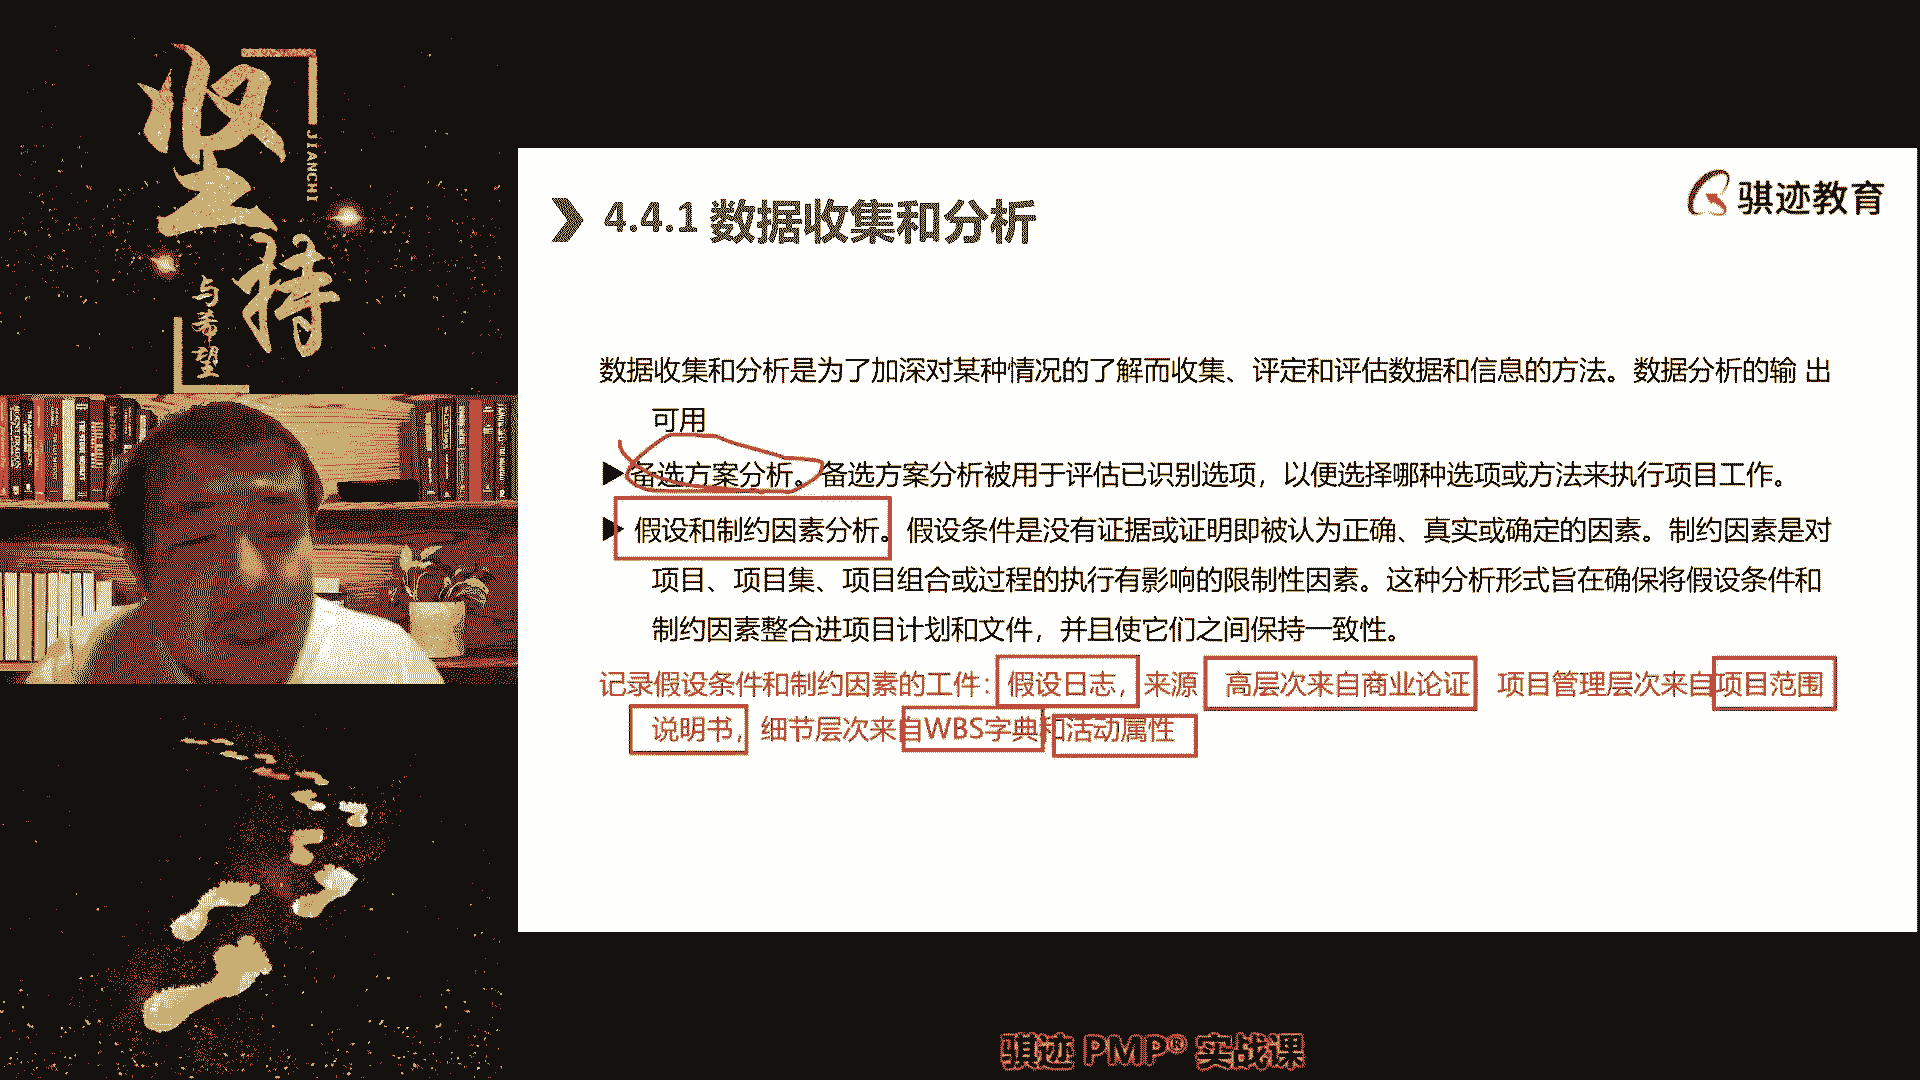 坚持
JIANCHI
与希望
骐迹教育
4.4.1 数据收集和分析
数据收集和分析是为了加深对某种情况的了解而收集、评定和评估数据和信息的方法。数据分析的输 出
可用
备选方案分析。备选方案分析被用于评估已识别选项，以便选择哪种选项或方法来执行项目工作。
假设和制约因素分析。假设条件是没有证据或证明即被认为正确、真实或确定的因素。制约因素是对
项目、项目集、项目组合或过程的执行有影响的限制性因素。这种分析形式旨在确保将假设条件和
制约因素整合进项目计划和文件，并且使它们之间保持一致性。
记录假设条件和制约因素的工件：假设日志，来源 高层次来自商业论证 项目管理层次来自项目范围
说明书，细节层次来自WBS字典和活动属性
骐迹 PMP® 实战课